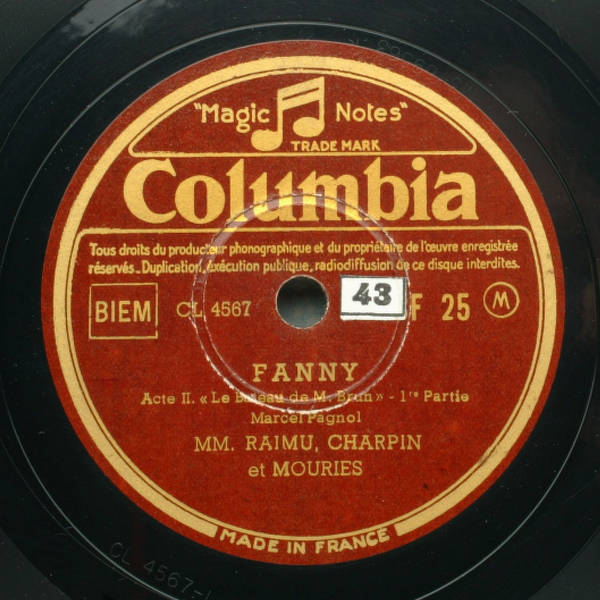 "Magic Notes"
TRADE MARK
Columbia
Tous droits du producteur phonographique et du propriétaire de l'œuvre enregistrée
réservés. Duplication, exécution publique, radiodiffusion de ce disque interdites.
BIEM CL 4567 43 F 25 M
FANNY
Acte II. « Le Bateau de M. Brun » - 1re Partie
Marcel Pagnol
MM. RAIMU, CHARPIN
et MOURIES
MADE IN FRANCE
CL 4567-1